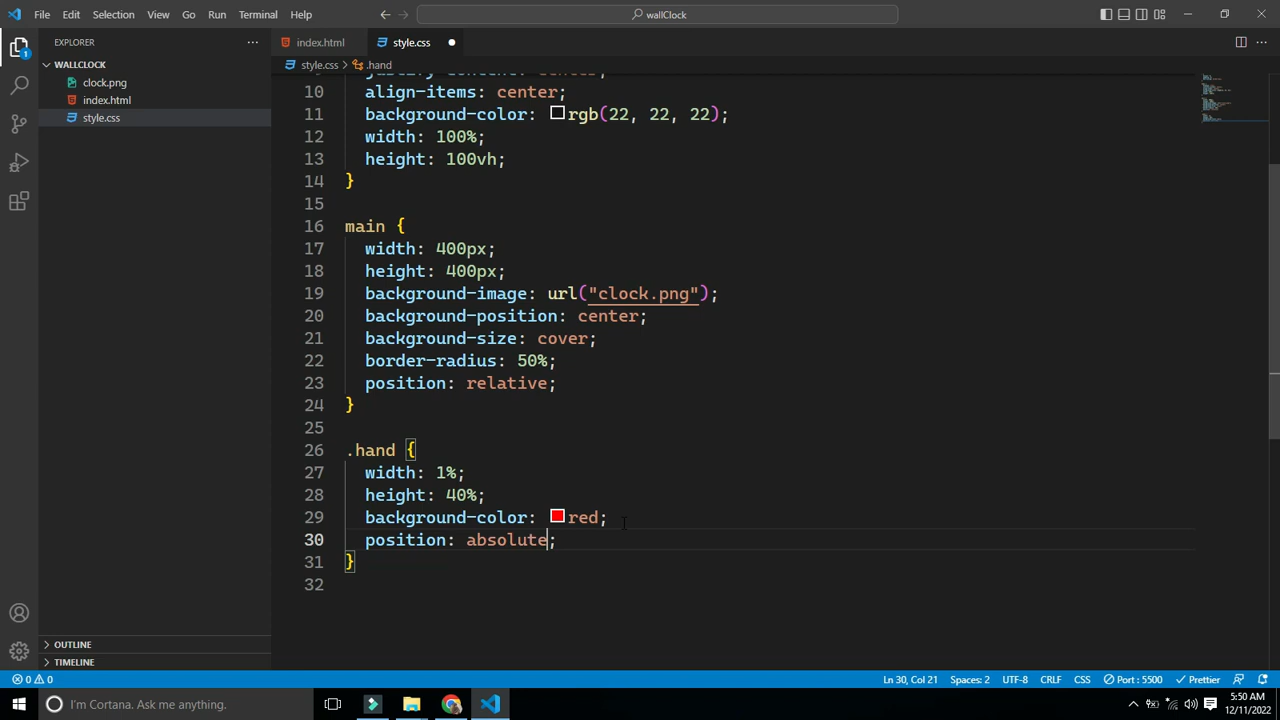 File Edit Selection View Go Run Terminal Help
wallClock
EXPLORER
index.html
style.css
WALLCLOCK
style.css
.hand
clock.png
index.html
style.css
justify-content: center;
10 align-items: center;
11 background-color: rgb(22, 22, 22);
12 width: 100%;
13 height: 100vh;
14 }
15
16 main {
17 width: 400px;
18 height: 400px;
19 background-image: url("clock.png");
20 background-position: center;
21 background-size: cover;
22 border-radius: 50%;
23 position: relative;
24 }
25
26 .hand {
27 width: 1%;
28 height: 40%;
29 background-color: red;
30 position: absolute;
31 }
32
OUTLINE
TIMELINE
0 0
Ln 30, Col 21 Spaces: 2 UTF-8 CRLF CSS Port : 5500 Prettier
I'm Cortana. Ask me anything.
5:50 AM
12/11/2022
1